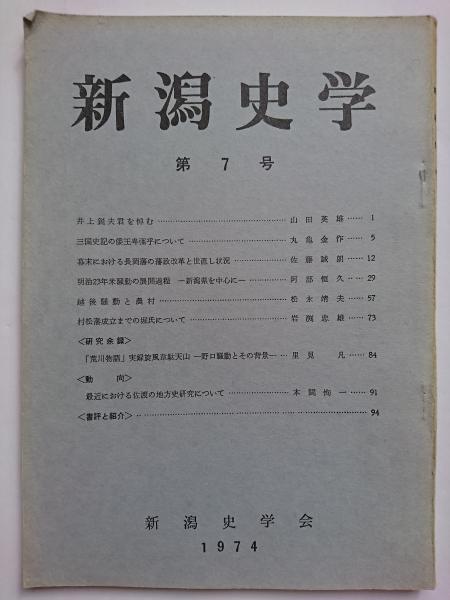 新潟史学
第7号
井上鋭夫君を悼む……山田英雄……1
三国史記の倭王卑弥乎について……丸亀金作……5
幕末における長岡藩の藩政改革と世直し状況……佐藤誠朗……12
明治23年米騒動の展開過程 ―新潟県を中心に―……阿部恒久……29
越後騒動と農村……松永靖夫……57
村松藩成立までの堀氏について……岩淵忠雄……73
<研究余録>
「荒川物語」実録旋風草駄天山 ―野口騒動とその背景―……里見凡……84
<動向>
最近における佐渡の地方史研究について……本間恂一……91
<書評と紹介>……94
新潟史学会
1974